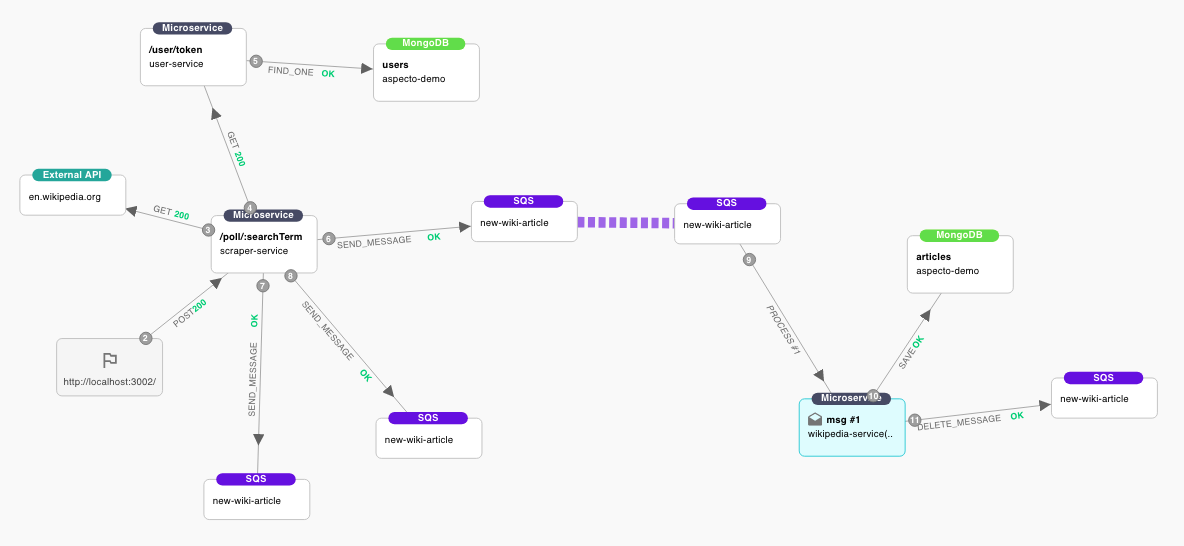 Microservice
/user/token
user-service
5
FIND_ONE OK
MongoDB
users
aspecto-demo
GET 200
External API
en.wikipedia.org
GET 200
3
4
Microservice
/poll/:searchTerm
scraper-service
6
SEND_MESSAGE OK
SQS
new-wiki-article
SQS
new-wiki-article
9
PROCESS #1
MongoDB
articles
aspecto-demo
SAVE OK
7
8
SEND_MESSAGE OK
SEND_MESSAGE OK
POST 200
2
http://localhost:3002/
SQS
new-wiki-article
SQS
new-wiki-article
Microservice
10
msg #1
wikipedia-service(..
11
DELETE_MESSAGE OK
SQS
new-wiki-article